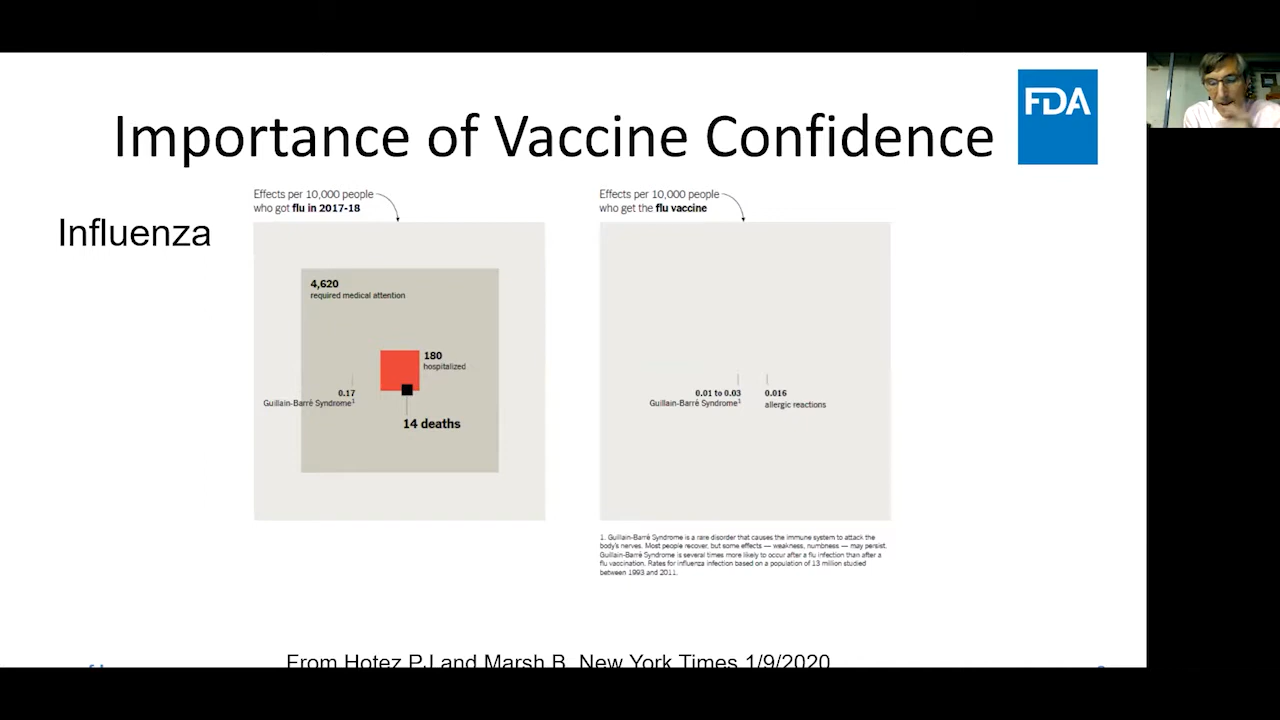 FDA
Importance of Vaccine Confidence
Influenza
Effects per 10,000 people
who got flu in 2017-18
4,620
required medical attention
180
hospitalized
0.17
Guillain-Barré Syndrome¹
14 deaths
Effects per 10,000 people
who get the flu vaccine
0.01 to 0.03
Guillain-Barré Syndrome¹
0.016
allergic reactions
1. Guillain-Barré Syndrome is a rare disorder that causes the immune system to attack the
body's nerves. Most people recover, but some effects — weakness, numbness — may persist.
Guillain-Barré Syndrome is several times more likely to occur after a flu infection than after a
flu vaccination. Rates for influenza infection based on a population of 13 million studied
between 1993 and 2011.
From Hotez PJ and Marsh B, New York Times 1/9/2020